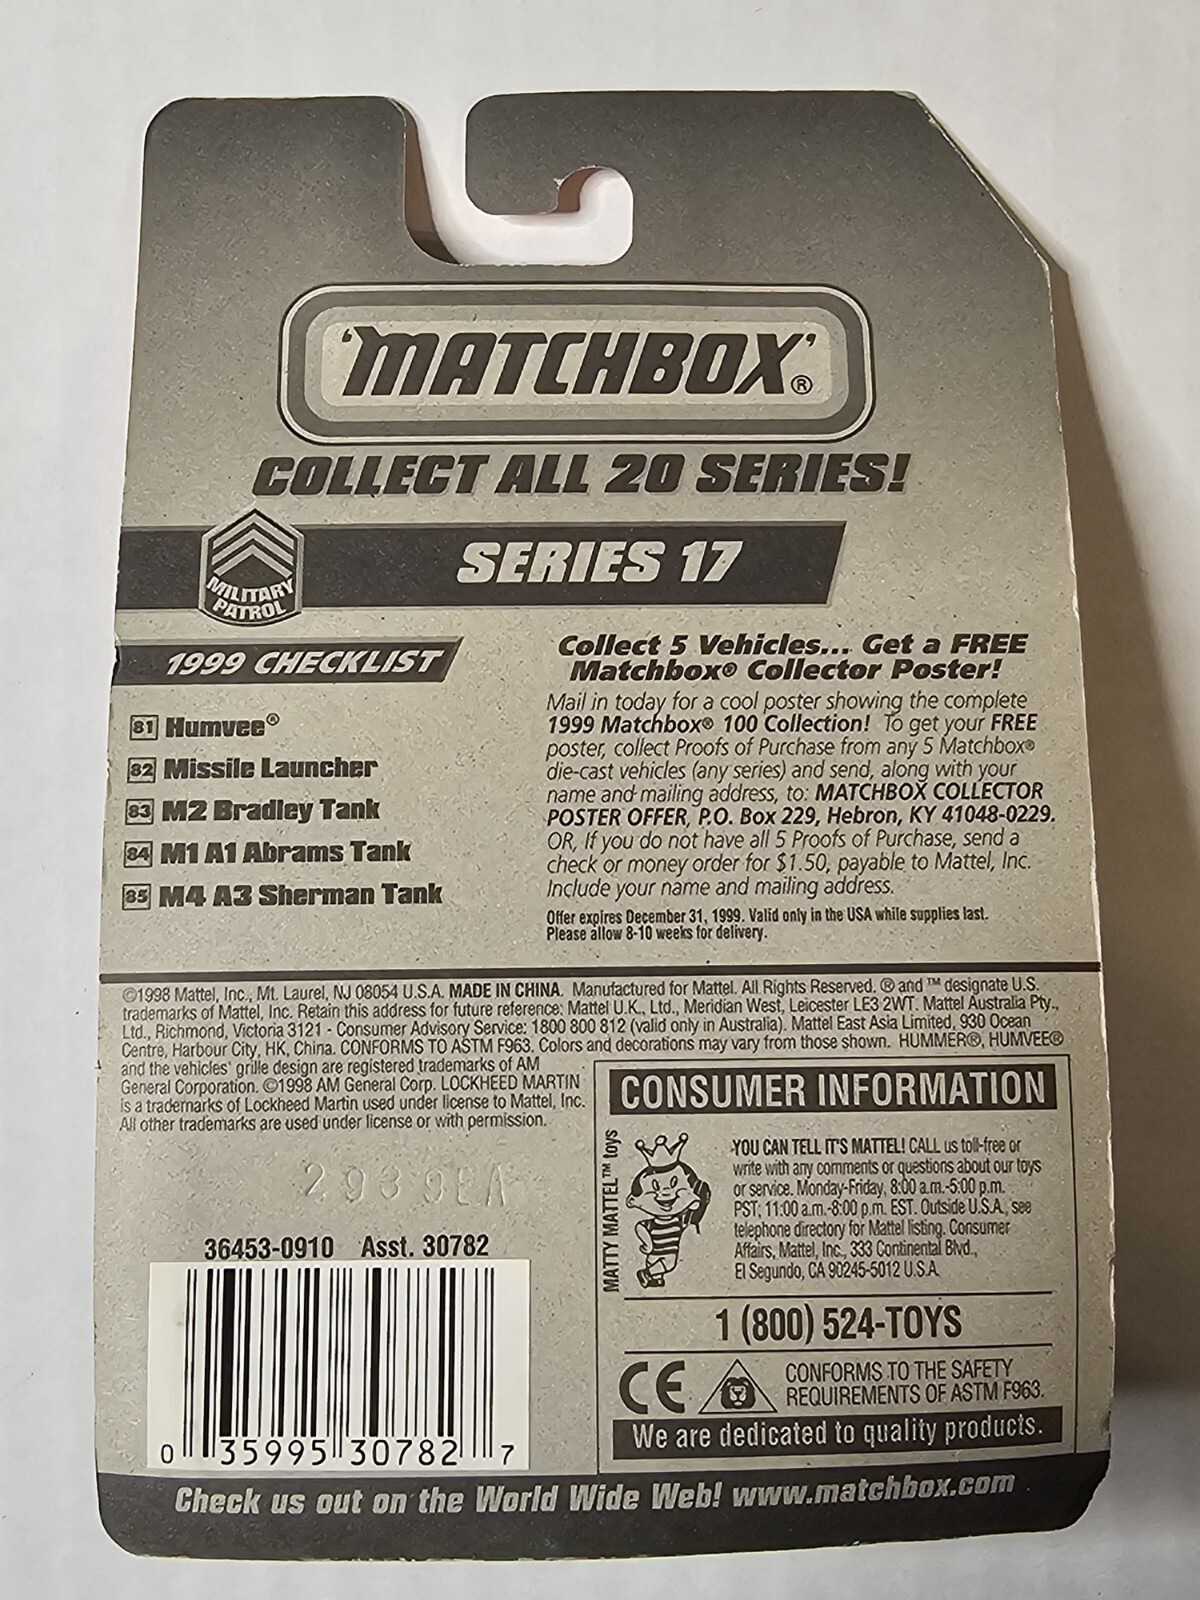 'MATCHBOX'®
COLLECT ALL 20 SERIES!
MILITARY
PATROL
SERIES 17
1999 CHECKLIST
81 Humvee®
82 Missile Launcher
83 M2 Bradley Tank
84 M1 A1 Abrams Tank
85 M4 A3 Sherman Tank
Collect 5 Vehicles... Get a FREE
Matchbox® Collector Poster!
Mail in today for a cool poster showing the complete
1999 Matchbox® 100 Collection! To get your FREE
poster, collect Proofs of Purchase from any 5 Matchbox®
die-cast vehicles (any series) and send, along with your
name and mailing address, to: MATCHBOX COLLECTOR
POSTER OFFER, P.O. Box 229, Hebron, KY 41048-0229.
OR, If you do not have all 5 Proofs of Purchase, send a
check or money order for $1.50, payable to Mattel, Inc.
Include your name and mailing address.
Offer expires December 31, 1999. Valid only in the USA while supplies last.
Please allow 8-10 weeks for delivery.
©1998 Mattel, Inc., Mt. Laurel, NJ 08054 U.S.A. MADE IN CHINA. Manufactured for Mattel. All Rights Reserved. ® and ™ designate U.S.
trademarks of Mattel, Inc. Retain this address for future reference: Mattel U.K., Ltd., Meridian West, Leicester LE3 2WT. Mattel Australia Pty.,
Ltd., Richmond, Victoria 3121 - Consumer Advisory Service: 1800 800 812 (valid only in Australia). Mattel East Asia Limited, 930 Ocean
Centre, Harbour City, HK, China. CONFORMS TO ASTM F963. Colors and decorations may vary from those shown. HUMMER®, HUMVEE®
and the vehicles' grille design are registered trademarks of AM
General Corporation. ©1998 AM General Corp. LOCKHEED MARTIN
is a trademarks of Lockheed Martin used under license to Mattel, Inc.
All other trademarks are used under license or with permission.
36453-0910 Asst. 30782
0 35995 30782 7
CONSUMER INFORMATION
MATTY MATTEL™ toys
YOU CAN TELL IT'S MATTEL! CALL us toll-free or
write with any comments or questions about our toys
or service. Monday-Friday, 8:00 a.m.-5:00 p.m.
PST; 11:00 a.m.-8:00 p.m. EST. Outside U.S.A., see
telephone directory for Mattel listing. Consumer
Affairs, Mattel, Inc., 333 Continental Blvd.,
El Segundo, CA 90245-5012 U.S.A.
1 (800) 524-TOYS
CE
CONFORMS TO THE SAFETY
REQUIREMENTS OF ASTM F963.
We are dedicated to quality products.
Check us out on the World Wide Web! www.matchbox.com